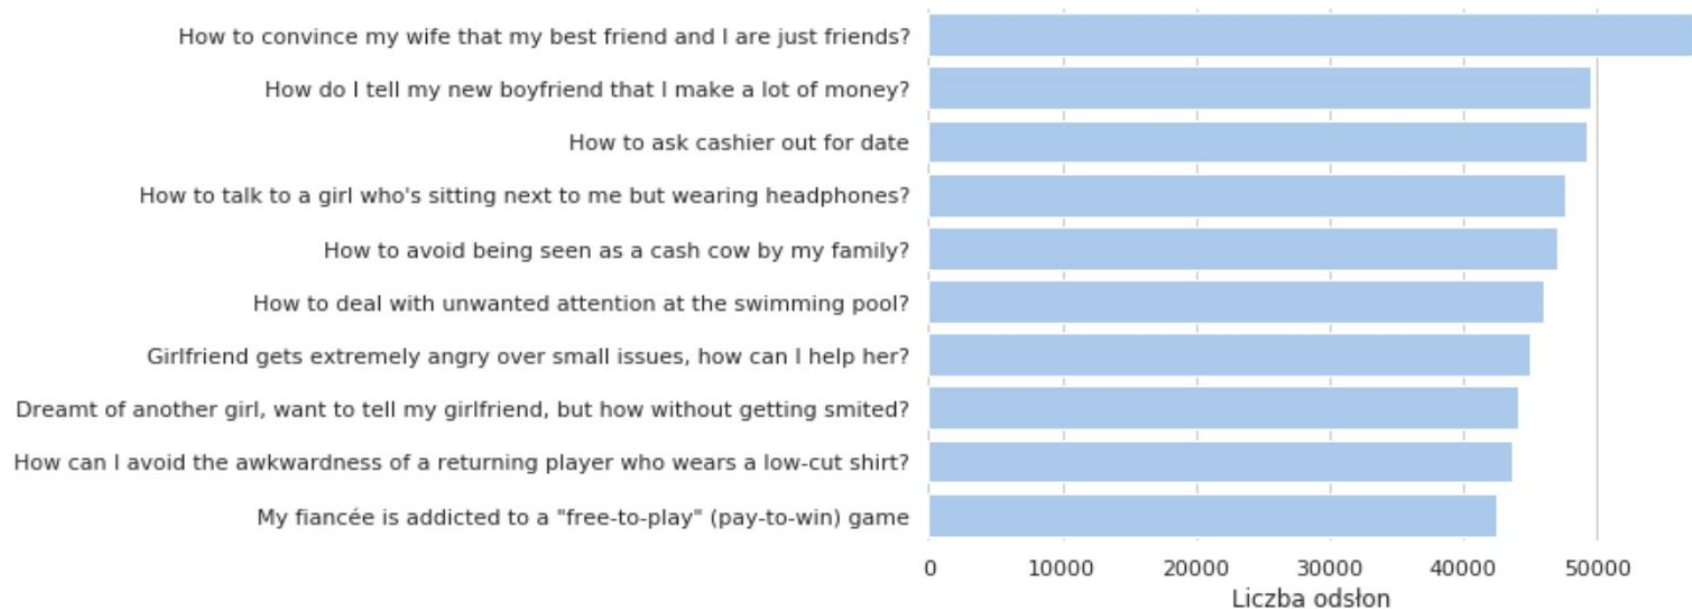 How to convince my wife that my best friend and I are just friends?
How do I tell my new boyfriend that I make a lot of money?
How to ask cashier out for date
How to talk to a girl who's sitting next to me but wearing headphones?
How to avoid being seen as a cash cow by my family?
How to deal with unwanted attention at the swimming pool?
Girlfriend gets extremely angry over small issues, how can I help her?
Dreamt of another girl, want to tell my girlfriend, but how without getting smited?
How can I avoid the awkwardness of a returning player who wears a low-cut shirt?
My fiancée is addicted to a "free-to-play" (pay-to-win) game
0 10000 20000 30000 40000 50000
Liczba odsłon